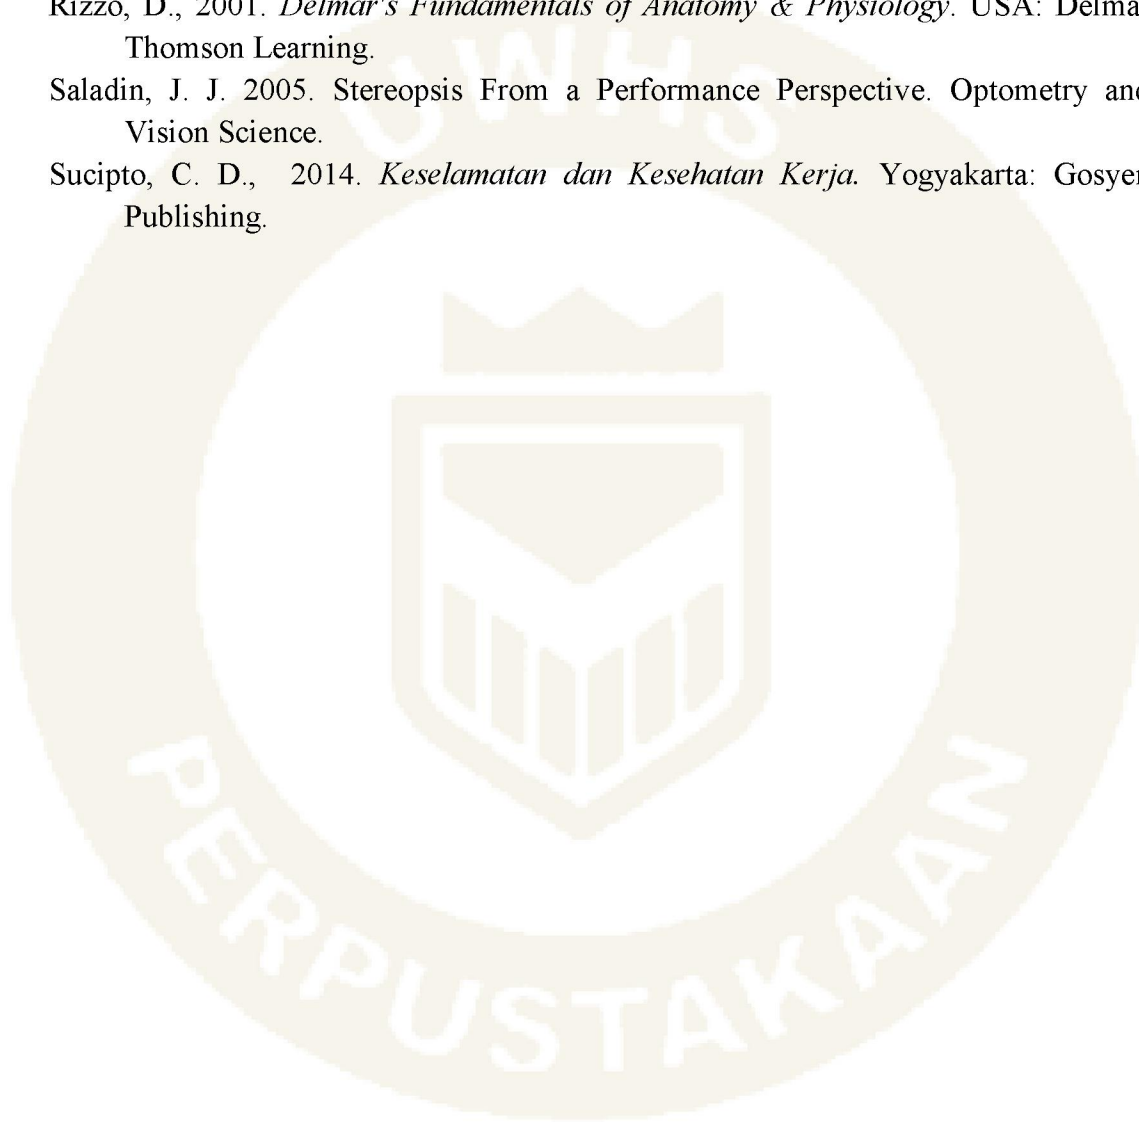 Rizzo, D., 2001. Delmar's Fundamentals of Anatomy & Physiology. USA: Delma
Thomson Learning.
Saladin, J. J. 2005. Stereopsis From a Performance Perspective. Optometry and
Vision Science.
Sucipto, C. D., 2014. Keselamatan dan Kesehatan Kerja. Yogyakarta: Gosyen
Publishing.
UWHS
PERPUSTAKAAN